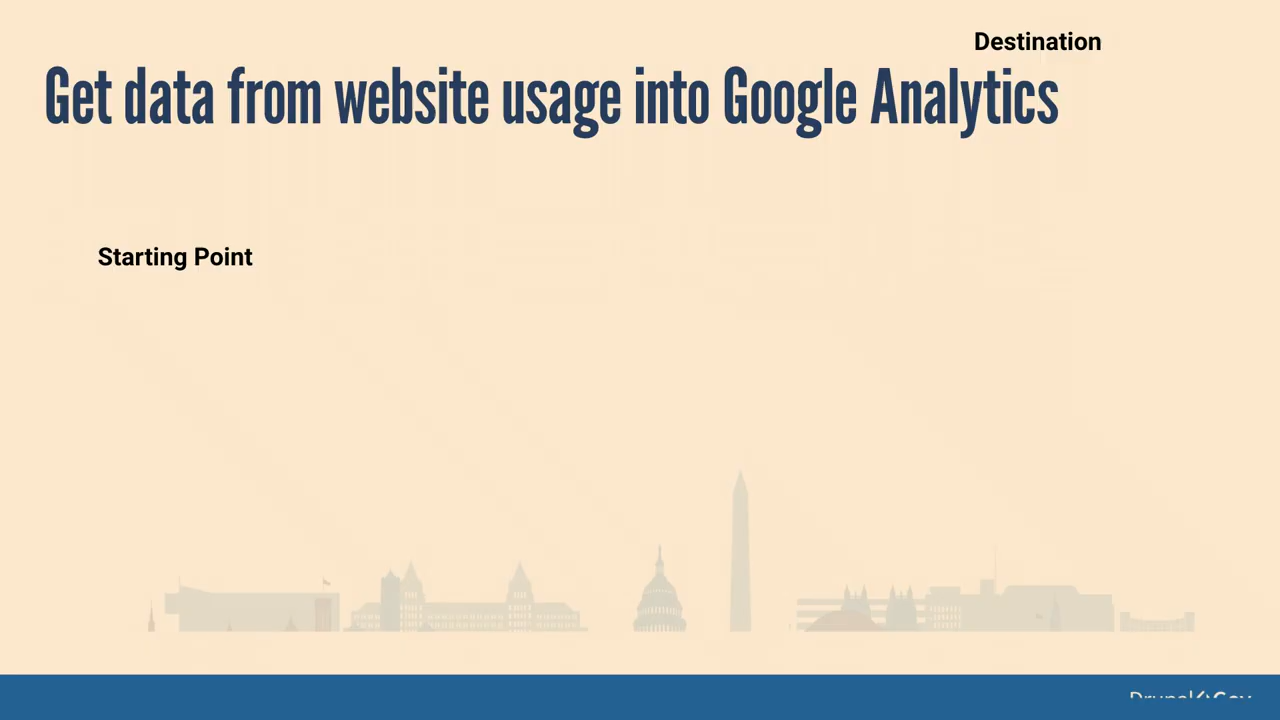 Destination
Get data from website usage into Google Analytics
Starting Point